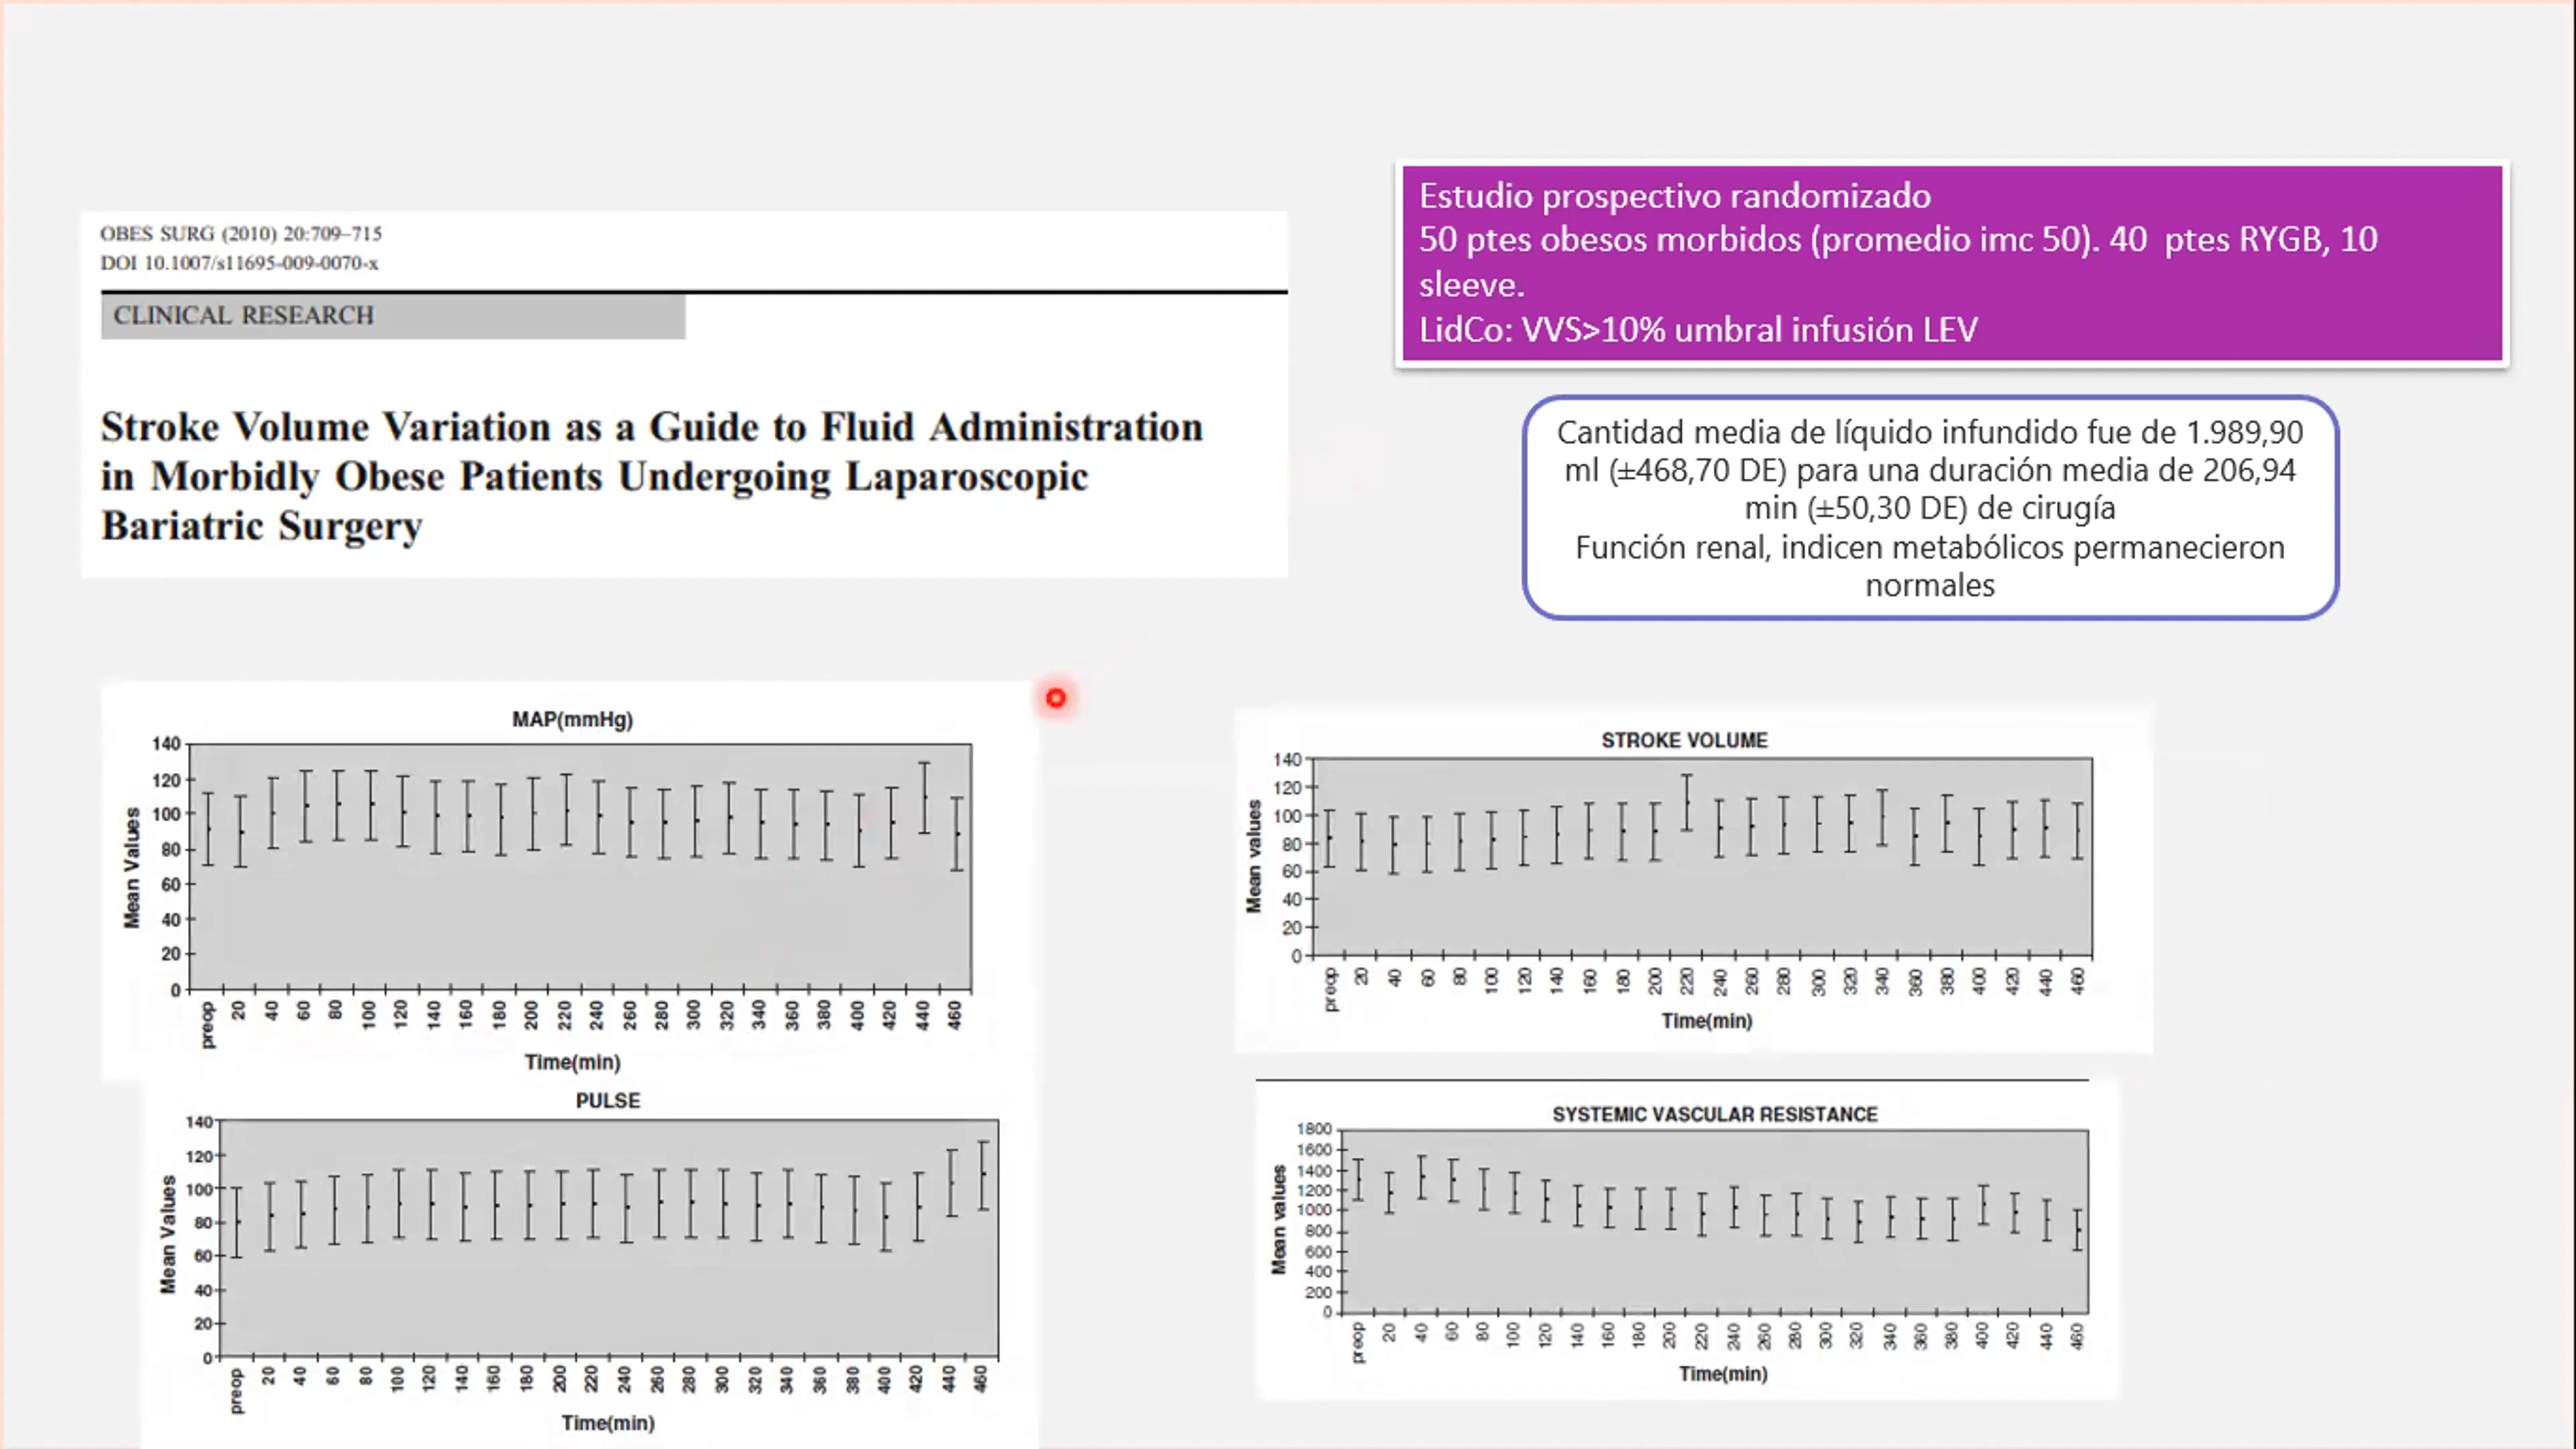 OBES SURG (2010) 20:709–715
DOI 10.1007/s11695-009-0070-x
CLINICAL RESEARCH
Stroke Volume Variation as a Guide to Fluid Administration
in Morbidly Obese Patients Undergoing Laparoscopic
Bariatric Surgery
Estudio prospectivo randomizado
50 ptes obesos morbidos (promedio imc 50). 40 ptes RYGB, 10
sleeve.
LidCo: VVS>10% umbral infusión LEV
Cantidad media de líquido infundido fue de 1.989,90
ml (±468,70 DE) para una duración media de 206,94
min (±50,30 DE) de cirugía
Función renal, indicen metabólicos permanecieron
normales
MAP(mmHg)
Mean Values
140
120
100
80
60
40
20
0
preop 20 40 60 80 100 120 140 160 180 200 220 240 260 280 300 320 340 360 380 400 420 440 460
Time(min)
PULSE
Mean Values
140
120
100
80
60
40
20
0
preop 20 40 60 80 100 120 140 160 180 200 220 240 260 280 300 320 340 360 380 400 420 440 460
Time(min)
STROKE VOLUME
Mean values
140
120
100
80
60
40
20
0
preop 20 40 60 80 100 120 140 160 180 200 220 240 260 280 300 320 340 360 380 400 420 440 460
Time(min)
SYSTEMIC VASCULAR RESISTANCE
Mean values
1800
1600
1400
1200
1000
800
600
400
200
0
preop 20 40 60 80 100 120 140 160 180 200 220 240 260 280 300 320 340 360 380 400 420 440 460
Time(min)